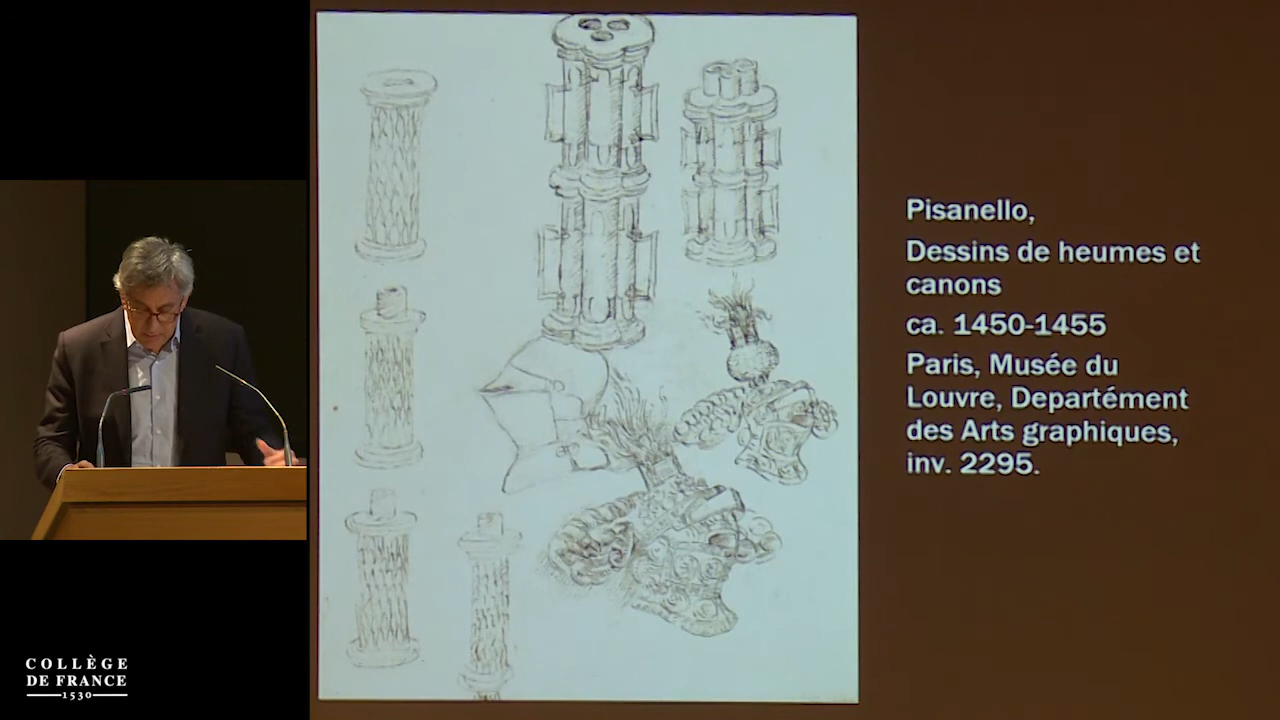 Pisanello,
Dessins de heumes et
canons
ca. 1450-1455
Paris, Musée du
Louvre, Departément
des Arts graphiques,
inv. 2295.
COLLÈGE
DE FRANCE
1530